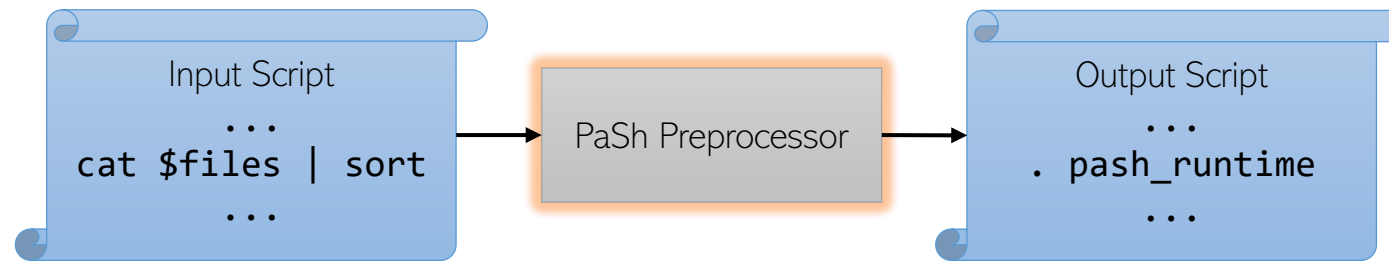 Input Script
...
cat $files | sort
...
PaSh Preprocessor
Output Script
...
. pash_runtime
...